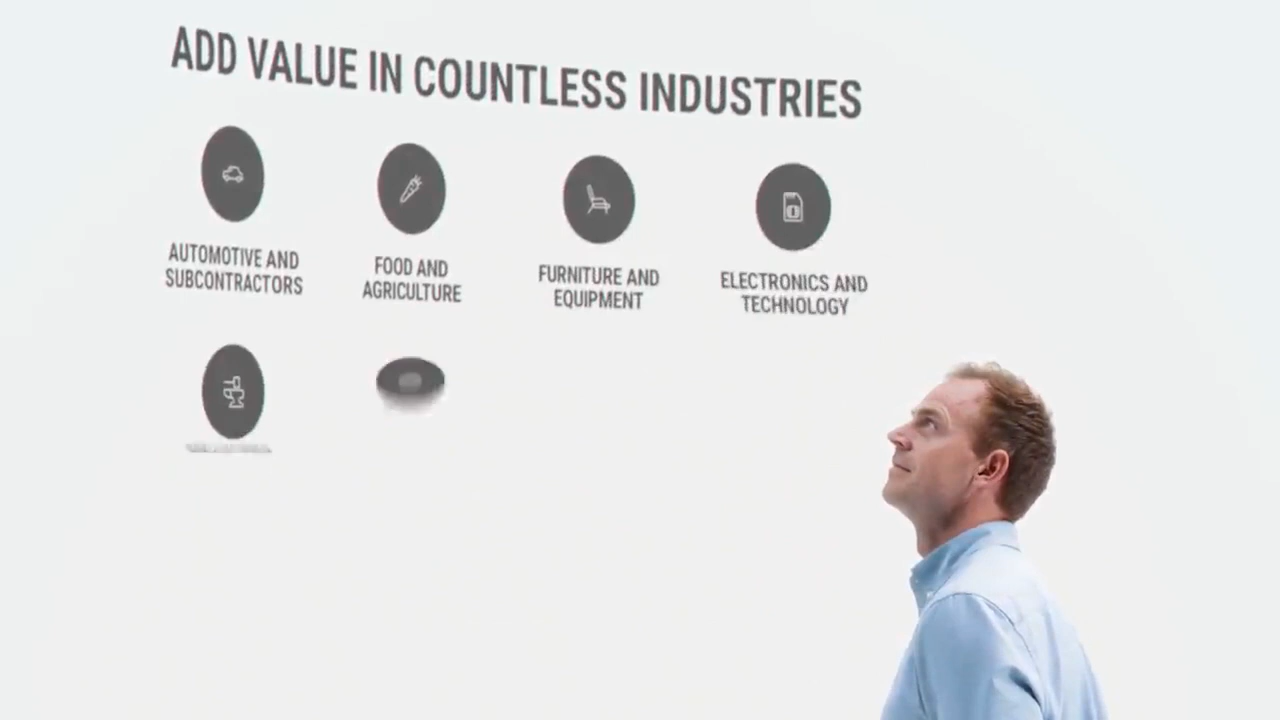 ADD VALUE IN COUNTLESS INDUSTRIES
AUTOMOTIVE AND
SUBCONTRACTORS
FOOD AND
AGRICULTURE
FURNITURE AND
EQUIPMENT
ELECTRONICS AND
TECHNOLOGY